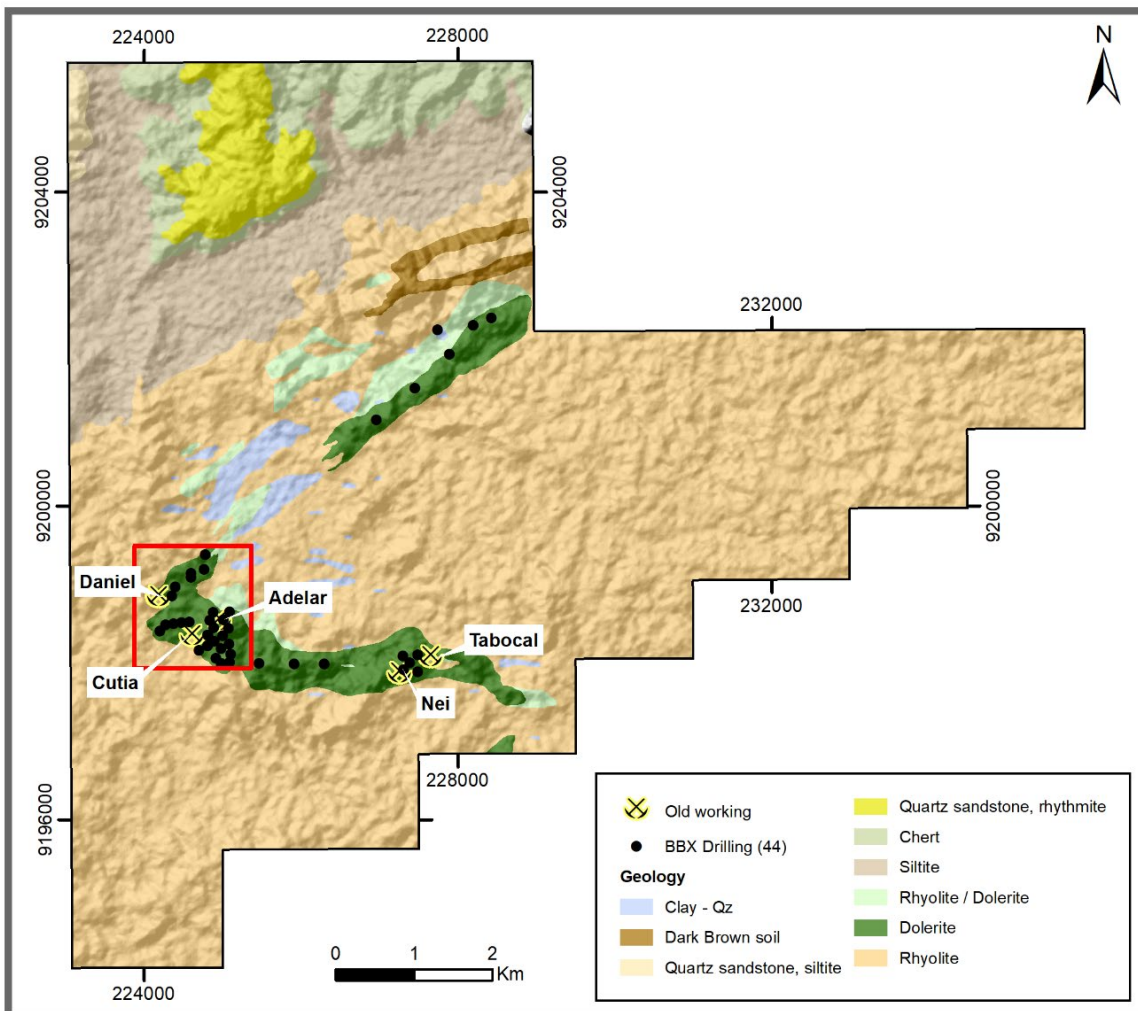 N
224000
228000
9204000
9204000
232000
9200000
9200000
Daniel
Adelar
232000
Tabocal
Cutia
Nei
228000
9196000
224000
0 1 2
Km
Old working
BBX Drilling (44)
Geology
Clay - Qz
Dark Brown soil
Quartz sandstone, siltite
Quartz sandstone, rhythmite
Chert
Siltite
Rhyolite / Dolerite
Dolerite
Rhyolite